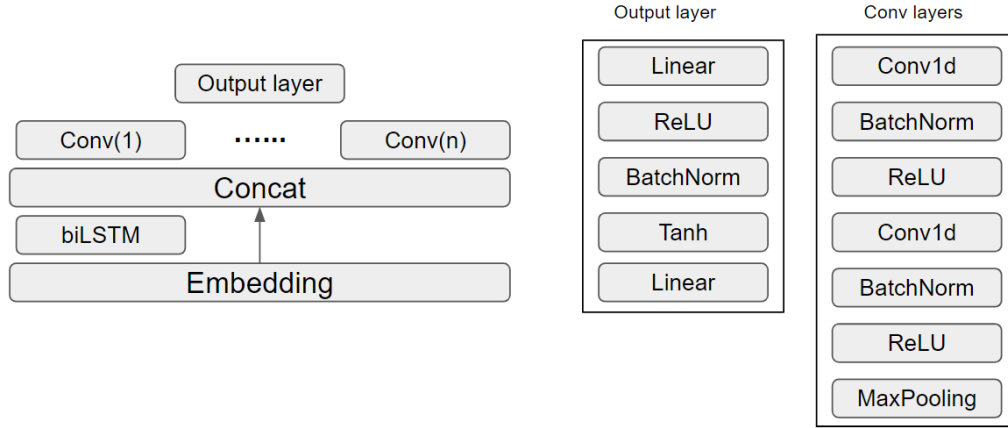 Output layer
Conv(1)
......
Conv(n)
Concat
biLSTM
Embedding
Output layer
Linear
ReLU
BatchNorm
Tanh
Linear
Conv layers
Conv1d
BatchNorm
ReLU
Conv1d
BatchNorm
ReLU
MaxPooling